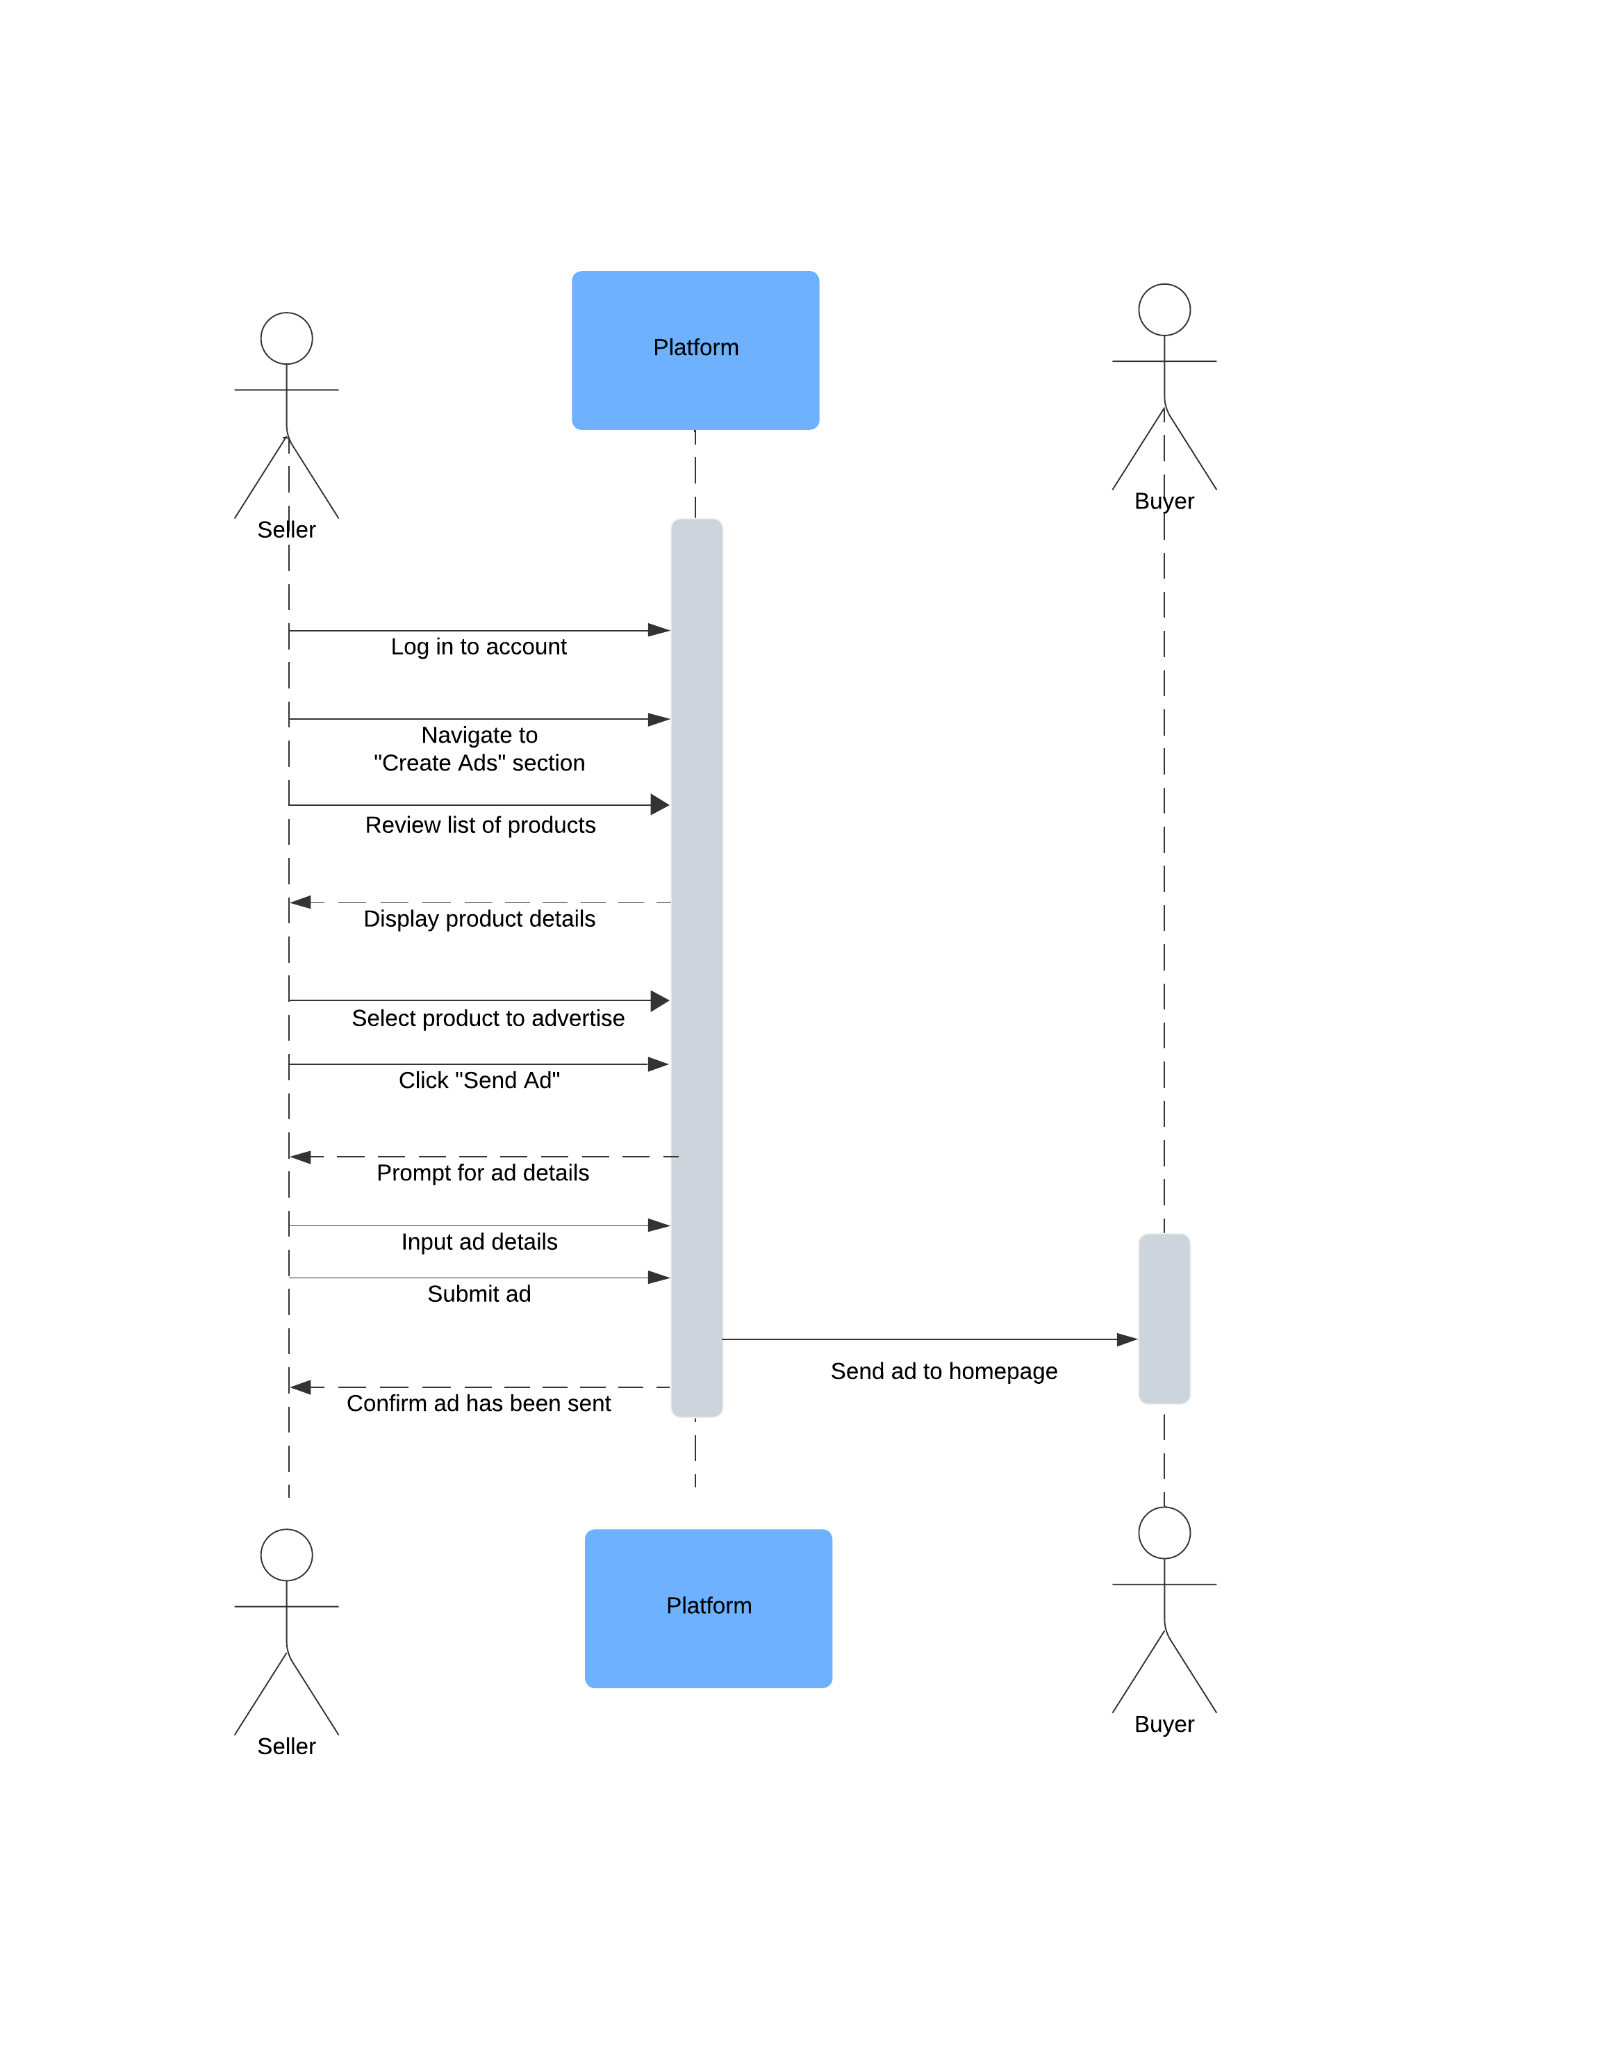 Platform
Buyer
Seller
Log in to account
Navigate to
"Create Ads" section
Review list of products
Display product details
Select product to advertise
Click "Send Ad"
Prompt for ad details
Input ad details
Submit ad
Send ad to homepage
Confirm ad has been sent
Platform
Buyer
Seller